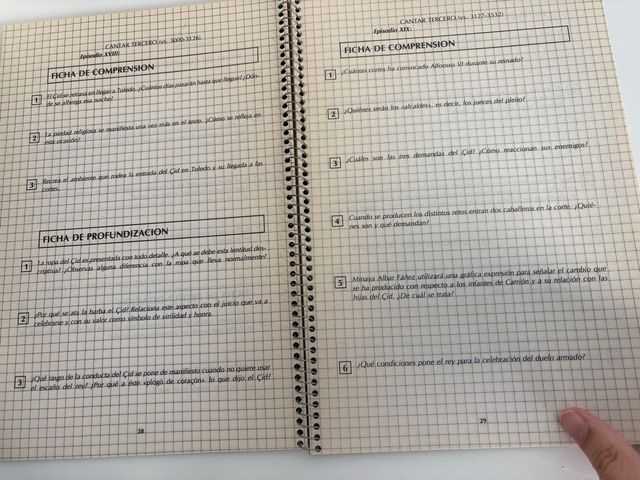 CANTAR TERCERO (vs. 3000-3126)
Episodio XVIII:
FICHA DE COMPRENSION
1 El Çid se retrasa en llegar a Toledo. ¿Cuántos días pasarán hasta que llegue? ¿Dón-
de se alberga esa noche?
2 La piedad religiosa se manifiesta una vez más en el texto. ¿Cómo se refleja en
esta ocasión?
3 Recrea el ambiente que rodea la entrada del Çid en Toledo y su llegada a las
cortes.
FICHA DE PROFUNDIZACION
1 La ropa del Çid es presentada con todo detalle. ¿A qué se debe esta lentitud des-
criptiva? ¿Observas alguna diferencia con la ropa que lleva normalmente?
2 ¿Por qué se ata la barba el Çid? Relaciona este aspecto con el juicio que va a
celebrarse y con su valor como símbolo de virilidad y honra.
3 ¿Qué rasgo de la conducta del Çid se pone de manifiesto cuando no quiere usar
el escaño del rey? ¿Por qué a éste «plogó de coraçón» lo que dijo el Çid?
28
CANTAR TERCERO (vs. 3127-3532)
Episodio XIX:
FICHA DE COMPRENSION
1 ¿Cuántas cortes ha convocado Alfonsso VI durante su reinado?
2 ¿Quiénes serán los «alcaldes», es decir, los jueces del pleito?
3 ¿Cuáles son las tres demandas del Çid? ¿Cómo reaccionan sus enemigos?
4 Cuando se producen los distintos retos entran dos caballeros en la corte. ¿Quié-
nes son y qué demandan?
5 Minaya Albar Fáñez utilizará una gráfica expresión para señalar el cambio que
se ha producido con respecto a los infantes de Carrión y a su relación con las
hijas del Çid. ¿De cuál se trata?
6 ¿Qué condiciones pone el rey para la celebración del duelo armado?
29